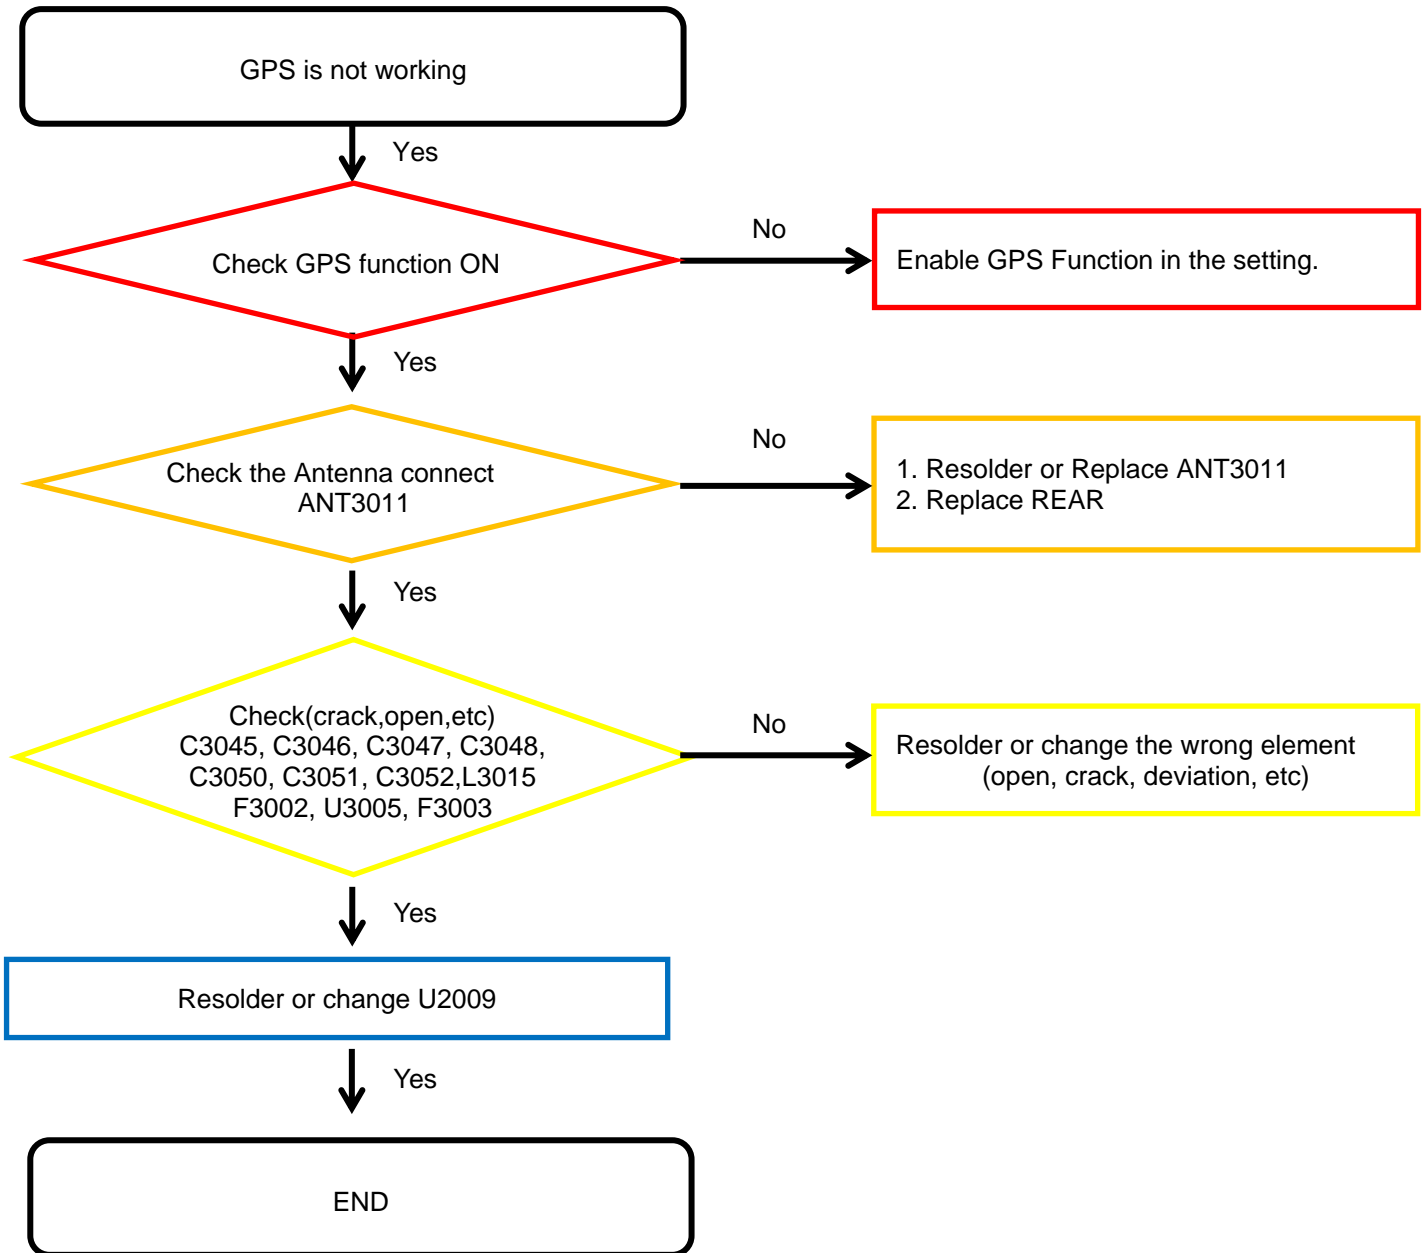 GPS is not working
Yes
Check GPS function ON
No
Enable GPS Function in the setting.
Yes
Check the Antenna connect
ANT3011
No
1. Resolder or Replace ANT3011
2. Replace REAR
Yes
Check(crack,open,etc)
C3045, C3046, C3047, C3048,
C3050, C3051, C3052,L3015
F3002, U3005, F3003
No
Resolder or change the wrong element
(open, crack, deviation, etc)
Yes
Resolder or change U2009
Yes
END